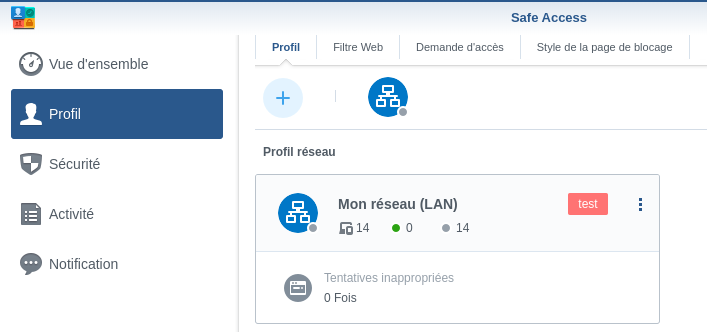 Safe Access
Vue d'ensemble
Profil
Sécurité
Activité
Notification
Profil Filtre Web Demande d'accès Style de la page de blocage
Profil réseau
Mon réseau (LAN) test
14 0 14
Tentatives inappropriées
0 Fois